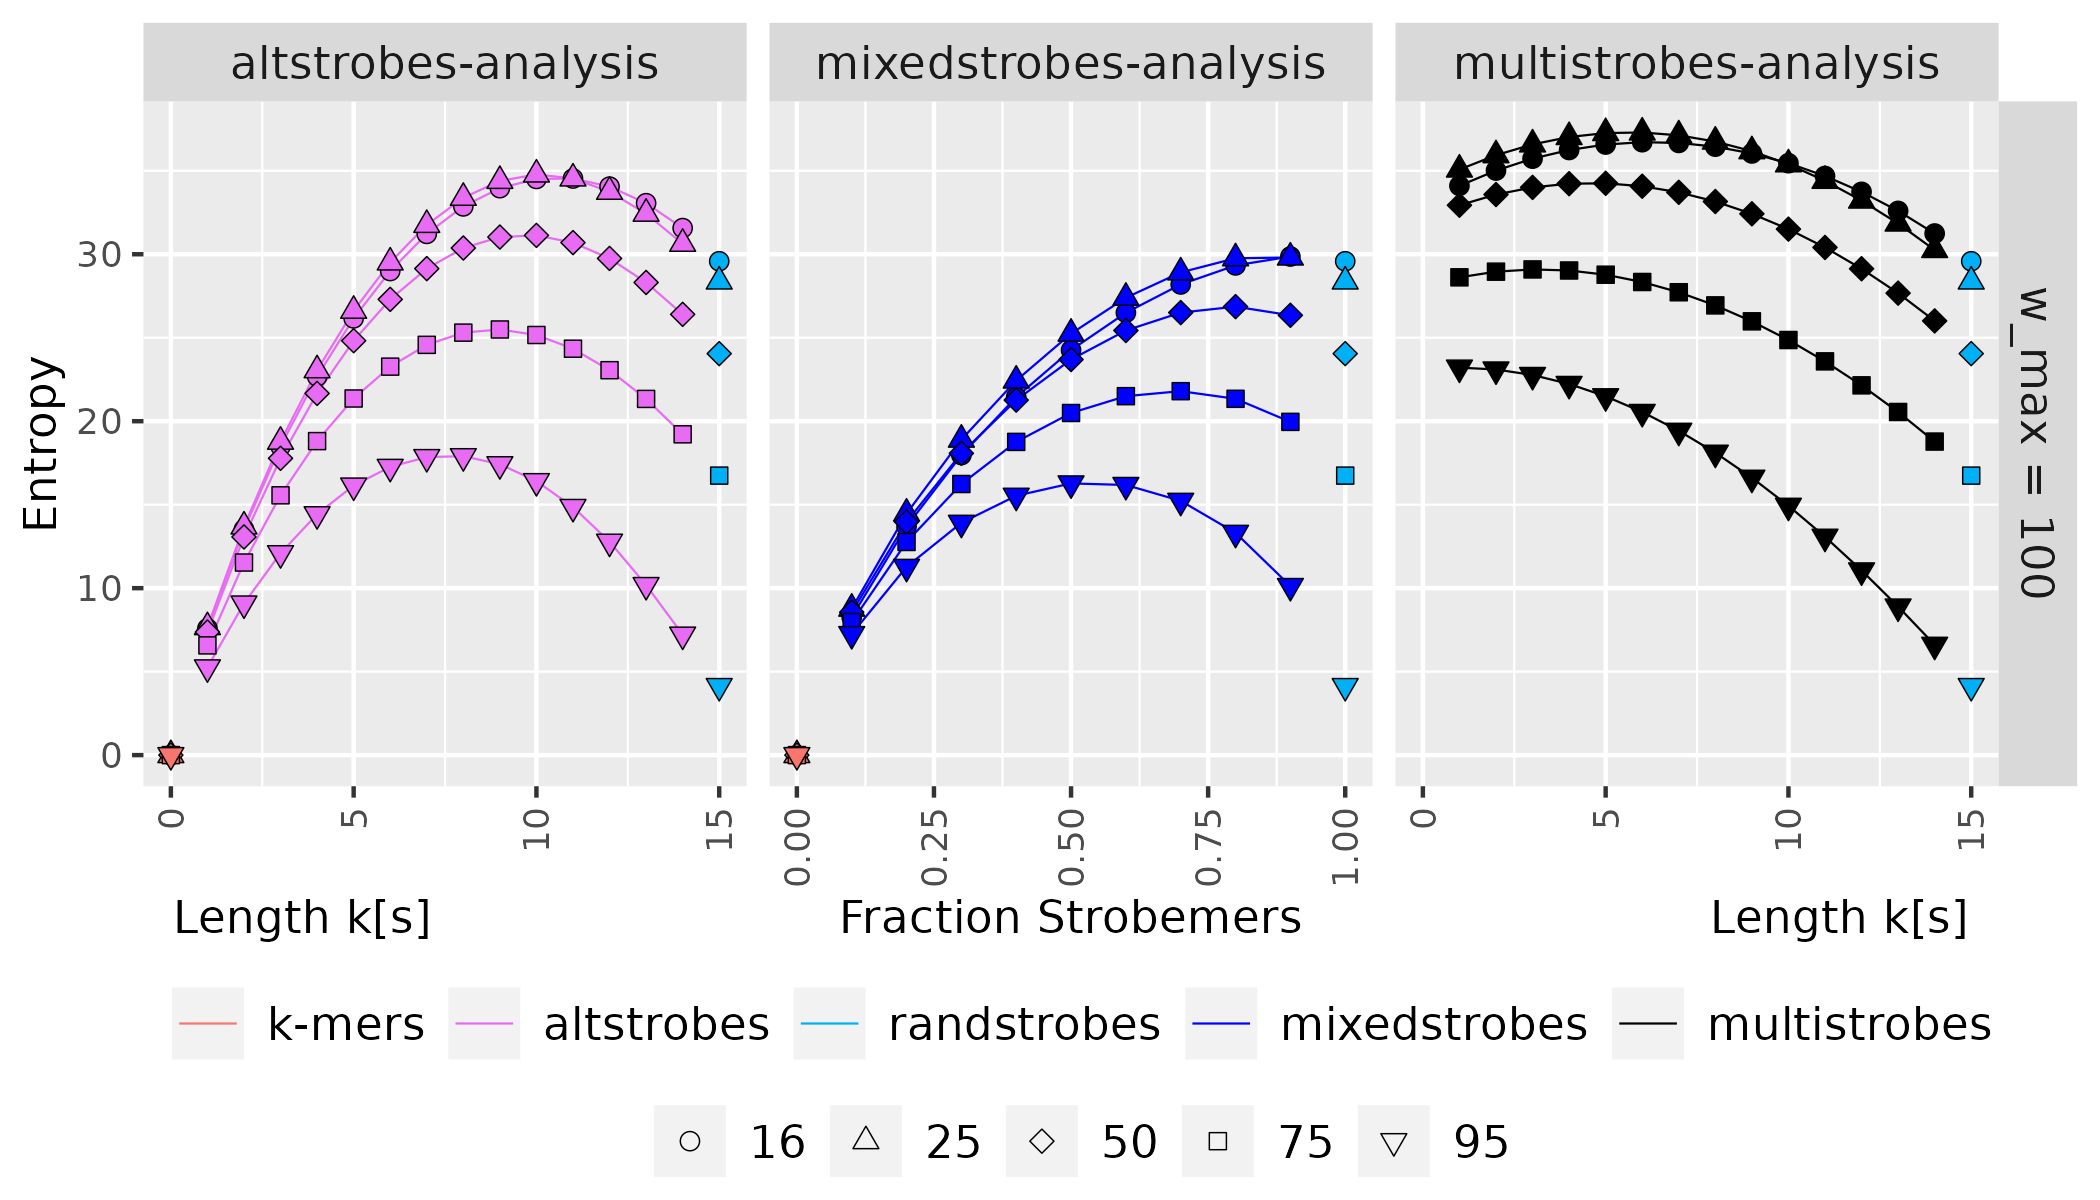 altstrobes-analysis
mixedstrobes-analysis
multistrobes-analysis
w_max = 100
Entropy
30
20
10
0
0 5 10 15
0.00 0.25 0.50 0.75 1.00
0 5 10 15
Length k[s]
Fraction Strobemers
Length k[s]
k-mers altstrobes randstrobes mixedstrobes multistrobes
16 25 50 75 95